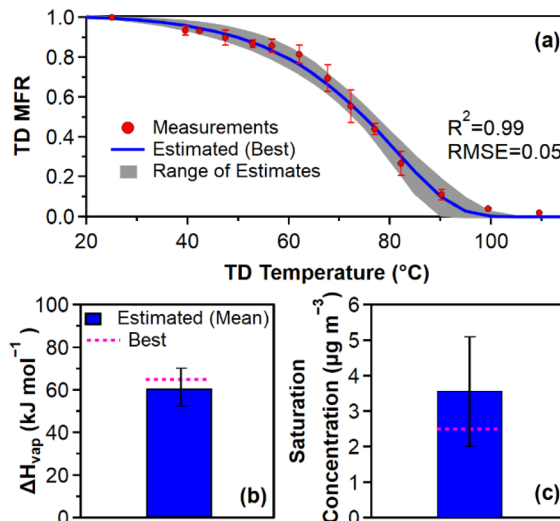 (a)
1.0
0.8
0.6
0.4
0.2
0.0
TD MFR
Measurements
Estimated (Best)
Range of Estimates
R²=0.99
RMSE=0.05
20
40
60
80
100
TD Temperature (°C)
100
80
60
40
20
0
ΔHvap (kJ mol⁻¹)
Estimated (Mean)
Best
(b)
6
5
4
3
2
1
0
Saturation
Concentration (µg m⁻³)
(c)